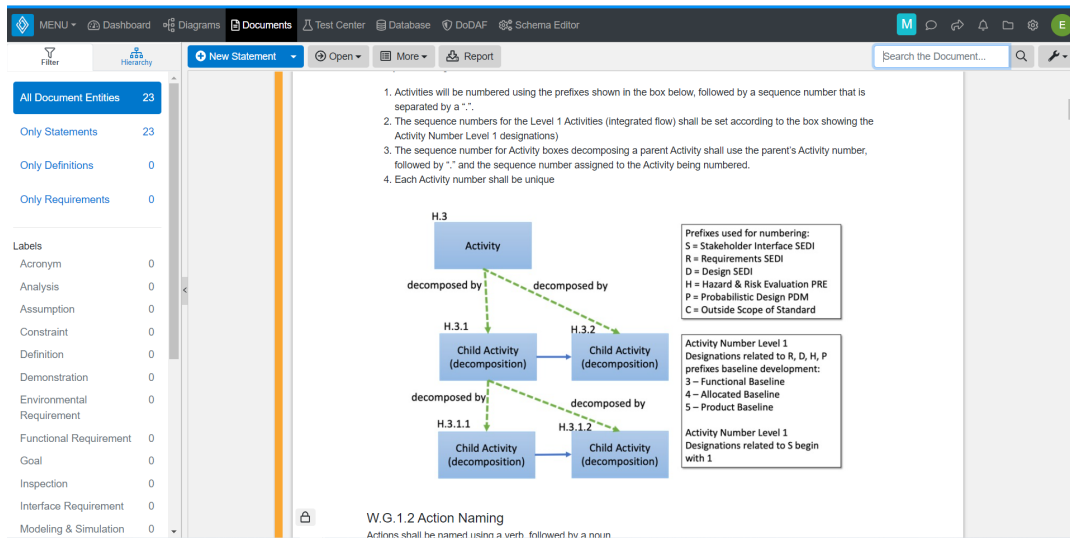 MENU Dashboard Diagrams Documents Test Center Database DoDAF Schema Editor M E
Filter Hierarchy New Statement Open More Report Search the Document...
All Document Entities 23
Only Statements 23
Only Definitions 0
Only Requirements 0
Labels
Acronym 0
Analysis 0
Assumption 0
Constraint 0
Definition 0
Demonstration 0
Environmental
Requirement 0
Functional Requirement 0
Goal 0
Inspection 0
Interface Requirement 0
Modeling & Simulation 0
1. Activities will be numbered using the prefixes shown in the box below, followed by a sequence number that is
separated by a ".".
2. The sequence numbers for the Level 1 Activities (integrated flow) shall be set according to the box showing the
Activity Number Level 1 designations)
3. The sequence number for Activity boxes decomposing a parent Activity shall use the parent's Activity number,
followed by "." and the sequence number assigned to the Activity being numbered.
4. Each Activity number shall be unique
H.3
Activity
decomposed by decomposed by
H.3.1 H.3.2
Child Activity
(decomposition)
Child Activity
(decomposition)
decomposed by decomposed by
H.3.1.1 H.3.1.2
Child Activity
(decomposition)
Child Activity
(decomposition)
Prefixes used for numbering:
S = Stakeholder Interface SEDI
R = Requirements SEDI
D = Design SEDI
H = Hazard & Risk Evaluation PRE
P = Probabilistic Design PDM
C = Outside Scope of Standard
Activity Number Level 1
Designations related to R, D, H, P
prefixes baseline development:
3 – Functional Baseline
4 – Allocated Baseline
5 – Product Baseline
Activity Number Level 1
Designations related to S begin
with 1
W.G.1.2 Action Naming
Actions shall be named using a verb, followed by a noun